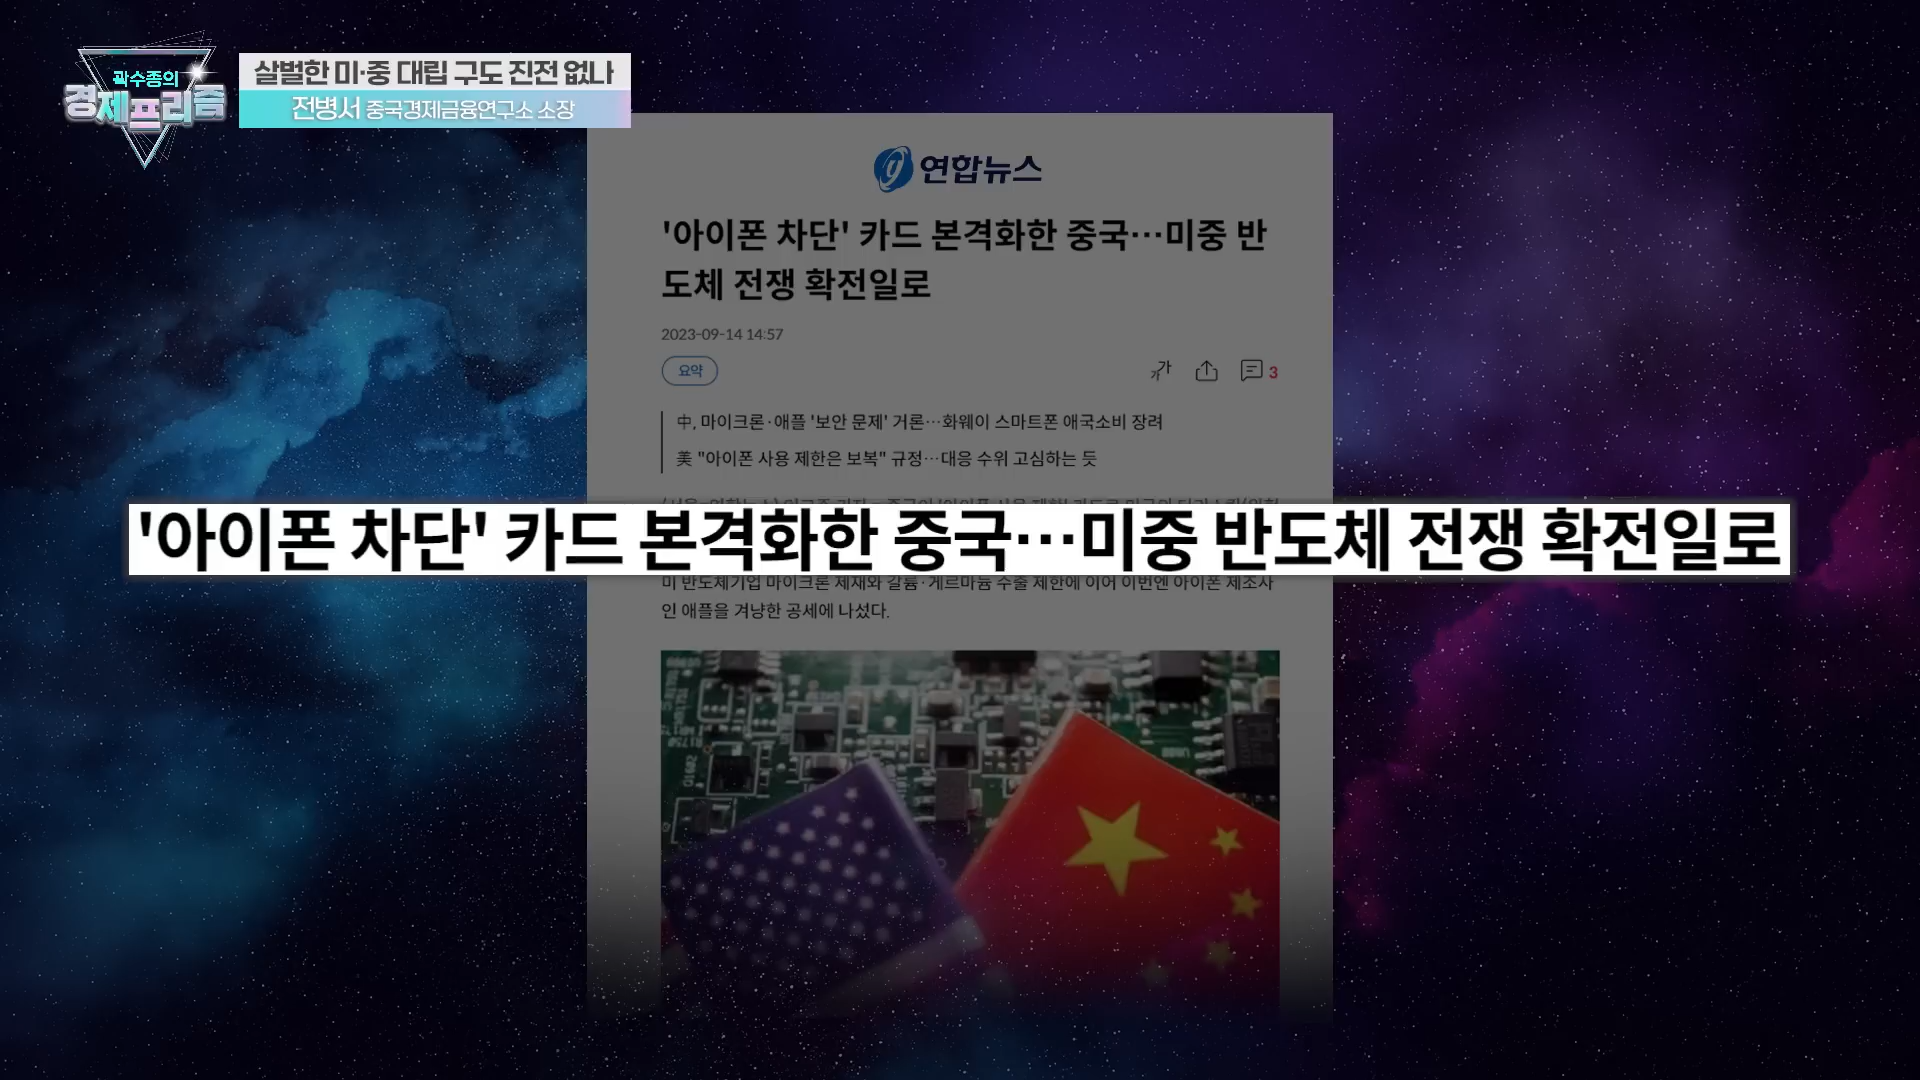 곽수종의
경제프리즘
살벌한 미·중 대립 구도 진전 없나
전병서 중국경제금융연구소 소장
연합뉴스
'아이폰 차단' 카드 본격화한 중국…미중 반
도체 전쟁 확전일로
2023-09-14 14:57
요약
가가
3
中, 마이크론·애플 '보안 문제' 거론…화웨이 스마트폰 애국소비 장려
美 "아이폰 사용 제한은 보복" 규정…대응 수위 고심하는 듯
'아이폰 차단' 카드 본격화한 중국…미중 반도체 전쟁 확전일로
미 반도체기업 마이크론 제재와 갈륨·게르마늄 수출 제한에 이어 이번엔 아이폰 제조사
인 애플을 겨냥한 공세에 나섰다.